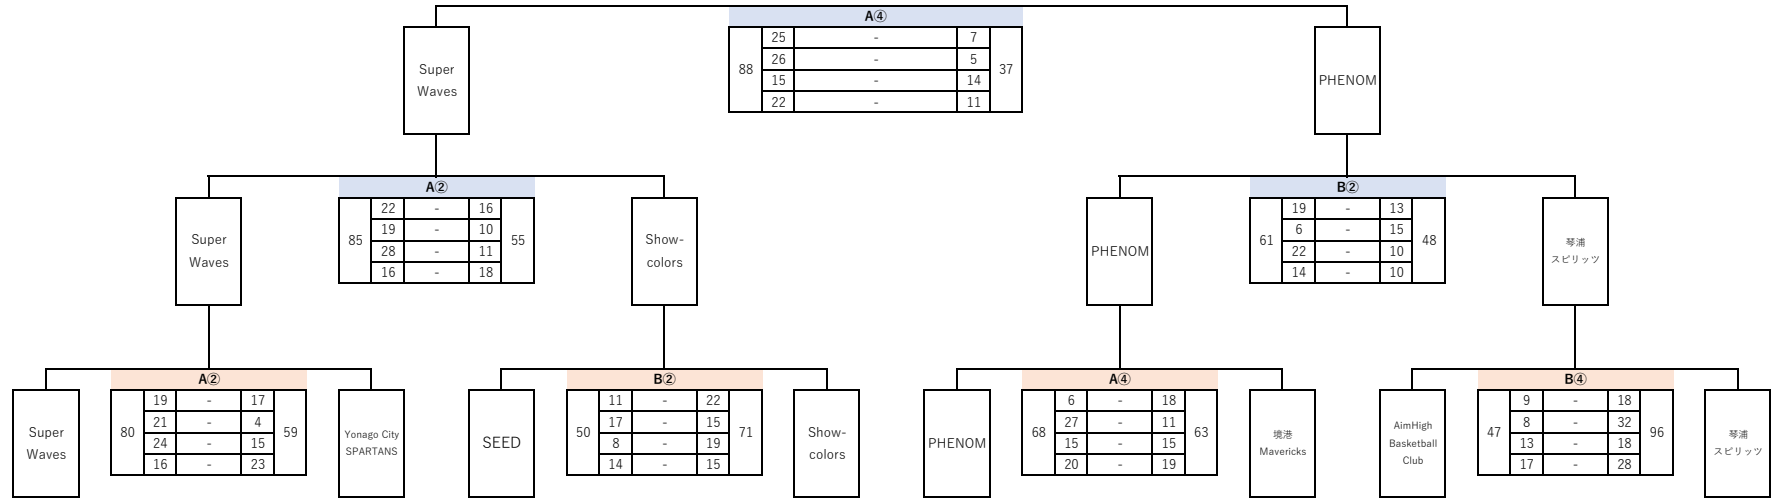 A④
Super
Waves
88
25 - 7
26 - 5
15 - 14
22 - 11
37
PHENOM
A②
Super
Waves
85
22 - 16
19 - 10
28 - 11
16 - 18
55
Show-
colors
B②
PHENOM
61
19 - 13
6 - 15
22 - 10
14 - 10
48
琴浦
スピリッツ
A②
Super
Waves
80
19 - 17
21 - 4
24 - 15
16 - 23
59
Yonago City
SPARTANS
B②
SEED
50
11 - 22
17 - 15
8 - 19
14 - 15
71
Show-
colors
A④
PHENOM
68
6 - 18
27 - 11
15 - 15
20 - 19
63
境港
Mavericks
B④
AimHigh
Basketball
Club
47
9 - 18
8 - 32
13 - 18
17 - 28
96
琴浦
スピリッツ